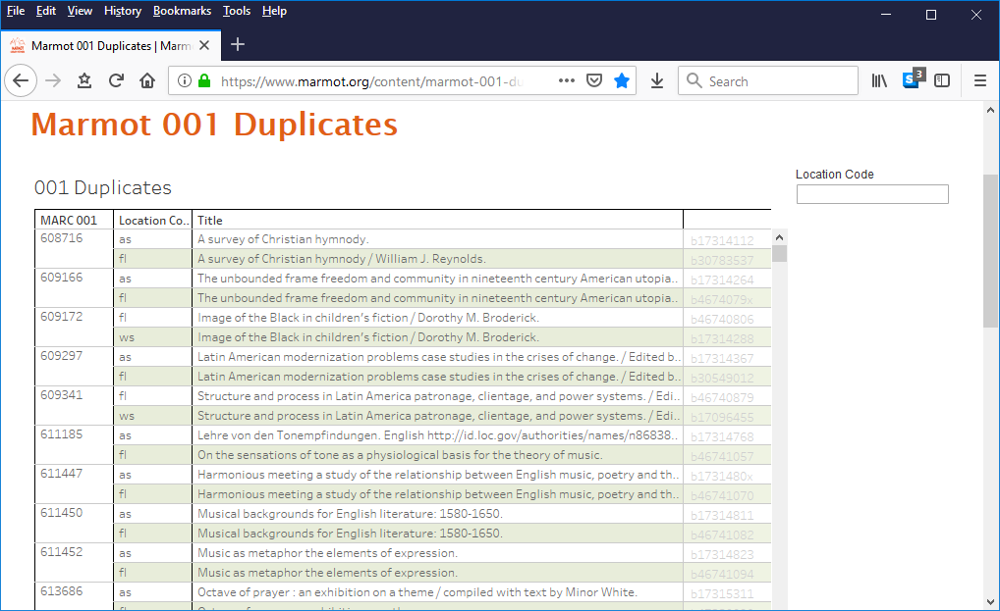 File Edit View History Bookmarks Tools Help
Marmot 001 Duplicates | Marm
https://www.marmot.org/content/marmot-001-du
Search
3
Marmot 001 Duplicates
Location Code
001 Duplicates
MARC 001 Location Co.. Title
608716 as A survey of Christian hymnody. b17314112
fl A survey of Christian hymnody / William J. Reynolds. b30783537
609166 as The unbounded frame freedom and community in nineteenth century American utopia.. b17314264
fl The unbounded frame freedom and community in nineteenth century American utopia.. b4674079x
609172 fl Image of the Black in children's fiction / Dorothy M. Broderick. b46740806
ws Image of the Black in children's fiction / Dorothy M. Broderick. b17314288
609297 as Latin American modernization problems case studies in the crises of change. / Edited b.. b17314367
fl Latin American modernization problems case studies in the crises of change. / Edited b.. b30549012
609341 fl Structure and process in Latin America patronage, clientage, and power systems. / Edi.. b46740879
ws Structure and process in Latin America patronage, clientage, and power systems. / Edi.. b17096455
611185 as Lehre von den Tonempfindungen. English http://id.loc.gov/authorities/names/n86838.. b17314768
fl On the sensations of tone as a physiological basis for the theory of music. b46741057
611447 as Harmonious meeting a study of the relationship between English music, poetry and th.. b1731480x
fl Harmonious meeting a study of the relationship between English music, poetry and th.. b46741070
611450 as Musical backgrounds for English literature: 1580-1650. b17314811
fl Musical backgrounds for English literature: 1580-1650. b46741082
611452 as Music as metaphor the elements of expression. b17314823
fl Music as metaphor the elements of expression. b46741094
613686 as Octave of prayer : an exhibition on a theme / compiled with text by Minor White. b17315311